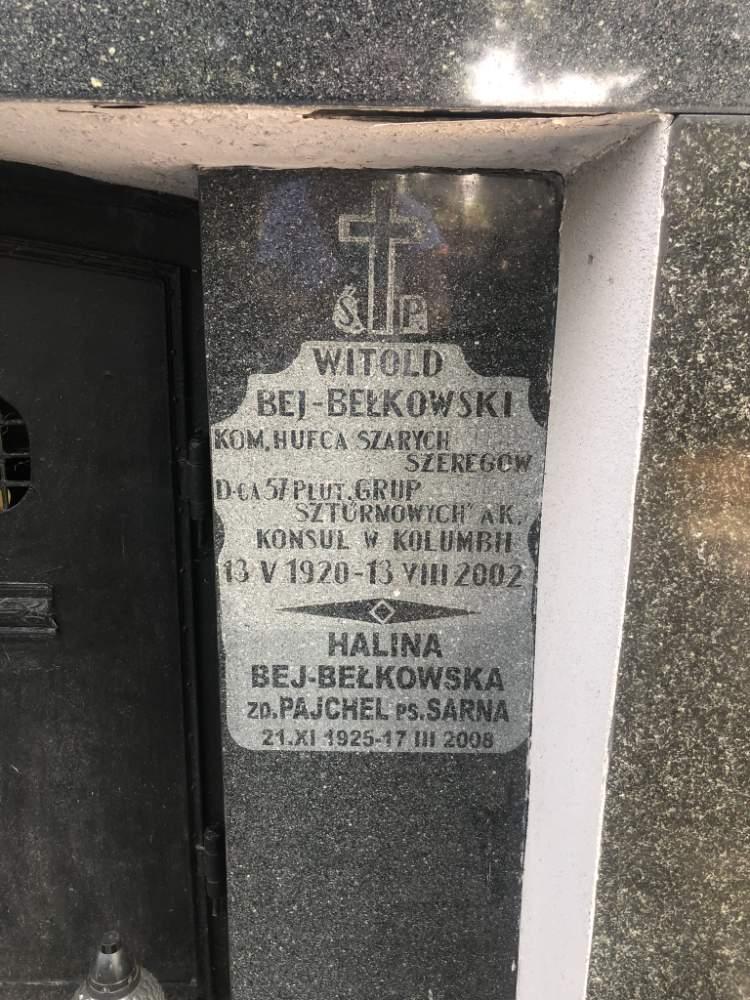 Ś. P.
WITOLD
BEJ-BEŁKOWSKI
KOM. HUFCA SZARYCH
SZEREGÓW
D-CA 57 PLUT. GRUP
SZTURMOWYCH AK.
KONSUL W KOLUMBII
13 V 1920-13 VIII 2002
HALINA
BEJ-BEŁKOWSKA
ZD. PAJCHEL PS. SARNA
21.XI 1925-17 III 2008